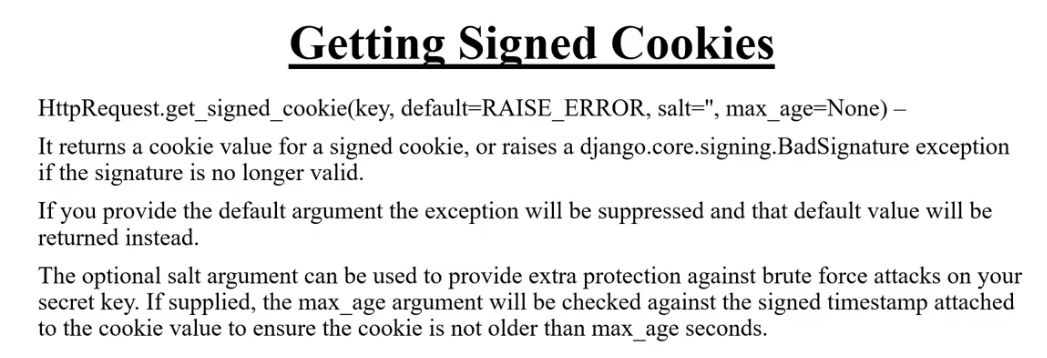 Getting Signed Cookies
HttpRequest.get_signed_cookie(key, default=RAISE_ERROR, salt='', max_age=None) –
It returns a cookie value for a signed cookie, or raises a django.core.signing.BadSignature exception
if the signature is no longer valid.
If you provide the default argument the exception will be suppressed and that default value will be
returned instead.
The optional salt argument can be used to provide extra protection against brute force attacks on your
secret key. If supplied, the max_age argument will be checked against the signed timestamp attached
to the cookie value to ensure the cookie is not older than max_age seconds.